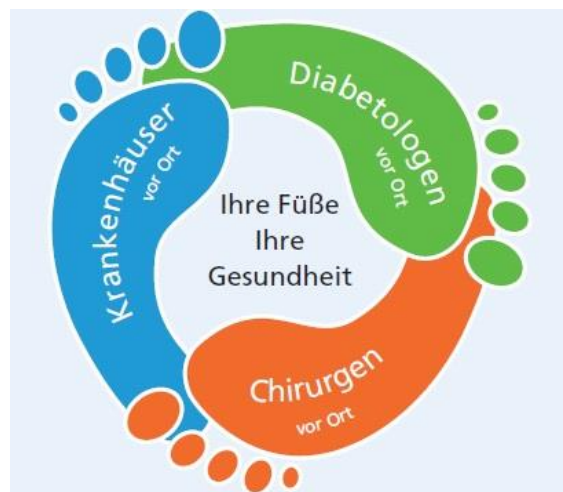 Diabetologen
vor Ort
Krankenhäuser
vor Ort
Ihre Füße
Ihre
Gesundheit
Chirurgen
vor Ort